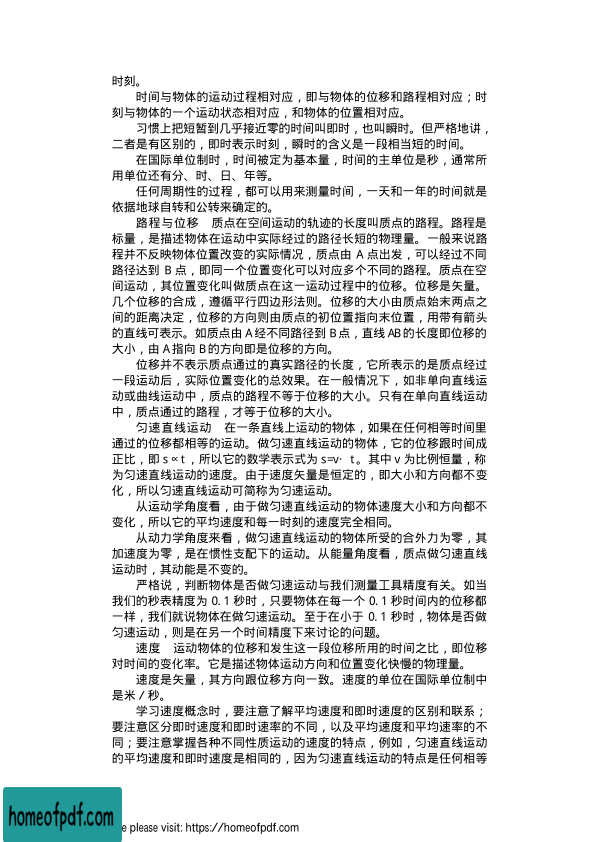 时刻。
时间与物体的运动过程相对应，即与物体的位移和路程相对应；时
刻与物体的一个运动状态相对应，和物体的位置相对应。
习惯上把短暂到几乎接近零的时间叫即时，也叫瞬时。但严格地讲，
二者是有区别的，即时表示时刻，瞬时的含义是一段相当短的时间。
在国际单位制时，时间被定为基本量，时间的主单位是秒，通常所
用单位还有分、时、日、年等。
任何周期性的过程，都可以用来测量时间，一天和一年的时间就是
依据地球自转和公转来确定的。
路程与位移　质点在空间运动的轨迹的长度叫质点的路程。路程是
标量，是描述物体在运动中实际经过的路径长短的物理量。一般来说路
程并不反映物体位置改变的实际情况，质点由 A 点出发，可以经过不同
路径达到 B 点，即同一个位置变化可以对应多个不同的路程。质点在空
间运动，其位置变化叫做质点在这一运动过程中的位移。位移是矢量。
几个位移的合成，遵循平行四边形法则。位移的大小由质点始末两点之
间的距离决定，位移的方向则由质点的初位置指向末位置，用带有箭头
的直线可表示。如质点由 A 经不同路径到 B 点，直线 AB 的长度即位移的
大小，由 A 指向 B 的方向即是位移的方向。
位移并不表示质点通过的真实路径的长度，它所表示的是质点经过
一段运动后，实际位置变化的总效果。在一般情况下，如非单向直线运
动或曲线运动中，质点的路程不等于位移的大小。只有在单向直线运动
中，质点通过的路程，才等于位移的大小。
匀速直线运动　在一条直线上运动的物体，如果在任何相等时间里
通过的位移都相等的运动。做匀速直线运动的物体，它的位移跟时间成
正比，即 s∝t，所以它的数学表示式为 s=v·t。其中 v 为比例恒量，称
为匀速直线运动的速度。由于速度矢量是恒定的，即大小和方向都不变
化，所以匀速直线运动可简称为匀速运动。
从运动学角度看，由于做匀速直线运动的物体速度大小和方向都不
变化，所以它的平均速度和每一时刻的速度完全相同。
从动力学角度来看，做匀速直线运动的物体所受的合外力为零，其
加速度为零，是在惯性支配下的运动。从能量角度看，质点做匀速直线
运动时，其动能是不变的。
严格说，判断物体是否做匀速运动与我们测量工具精度有关。如当
我们的秒表精度为 0.1 秒时，只要物体在每一个 0.1 秒时间内的位移都
一样，我们就说物体在做匀速运动。至于在小于 0.1 秒时，物体是否做
匀速运动，则是在另一个时间精度下来讨论的问题。
速度　运动物体的位移和发生这一段位移所用的时间之比，即位移
对时间的变化率。它是描述物体运动方向和位置变化快慢的物理量。
速度是矢量，其方向跟位移方向一致。速度的单位在国际单位制中
是米／秒。
学习速度概念时，要注意了解平均速度和即时速度的区别和联系；
要注意区分即时速度和即时速率的不同，以及平均速度和平均速率的不
同；要注意掌握各种不同性质运动的速度的特点，例如，匀速直线运动
的平均速度和即时速度是相同的，因为匀速直线运动的特点是任何相等
homeofpdf.com
please visit: https://homeofpdf.com